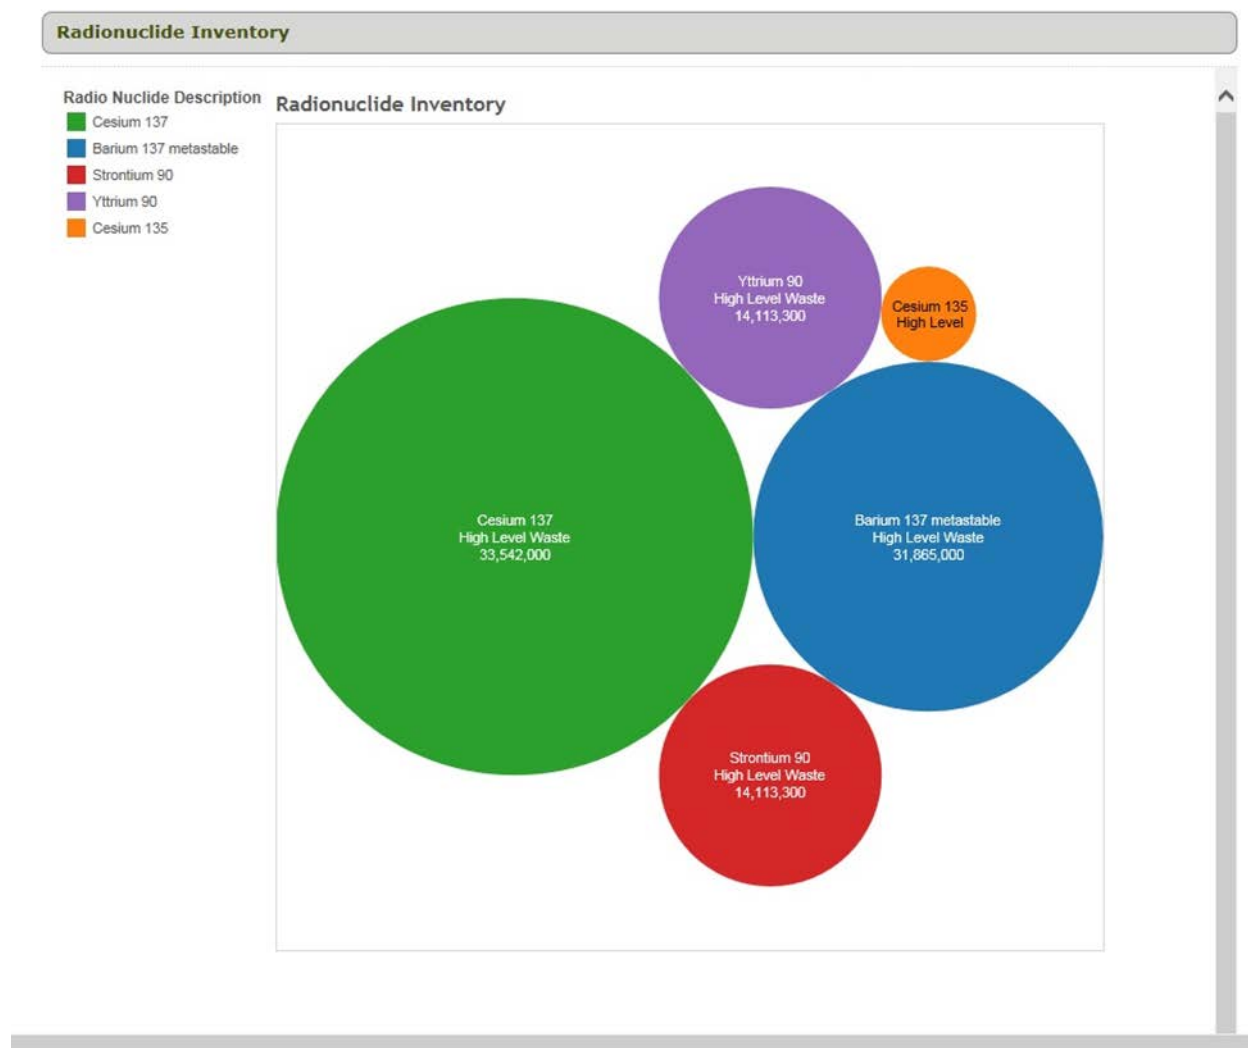 Radionuclide Inventory
Radio Nuclide Description
Cesium 137
Barium 137 metastable
Strontium 90
Yttrium 90
Cesium 135
Radionuclide Inventory
Yttrium 90
High Level Waste
14,113,300
Cesium 135
High Level
Cesium 137
High Level Waste
33,542,000
Barium 137 metastable
High Level Waste
31,865,000
Strontium 90
High Level Waste
14,113,300